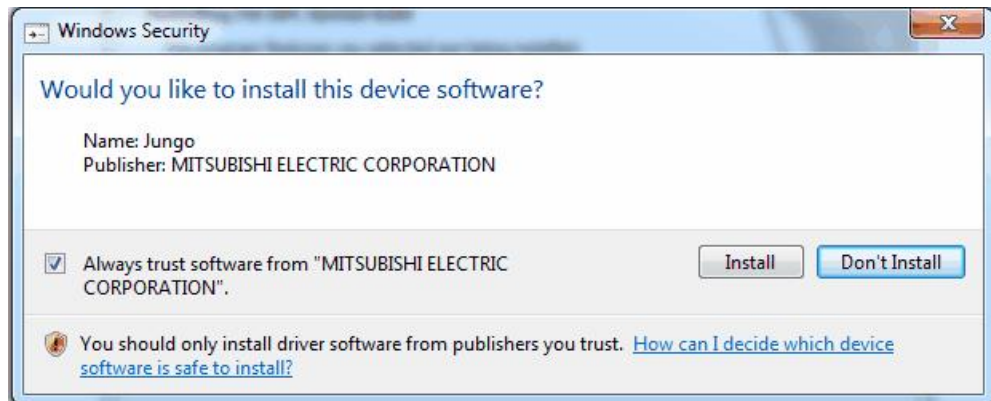 Windows Security
Would you like to install this device software?
Name: Jungo
Publisher: MITSUBISHI ELECTRIC CORPORATION
Always trust software from "MITSUBISHI ELECTRIC
CORPORATION".
Install
Don't Install
You should only install driver software from publishers you trust. How can I decide which device
software is safe to install?